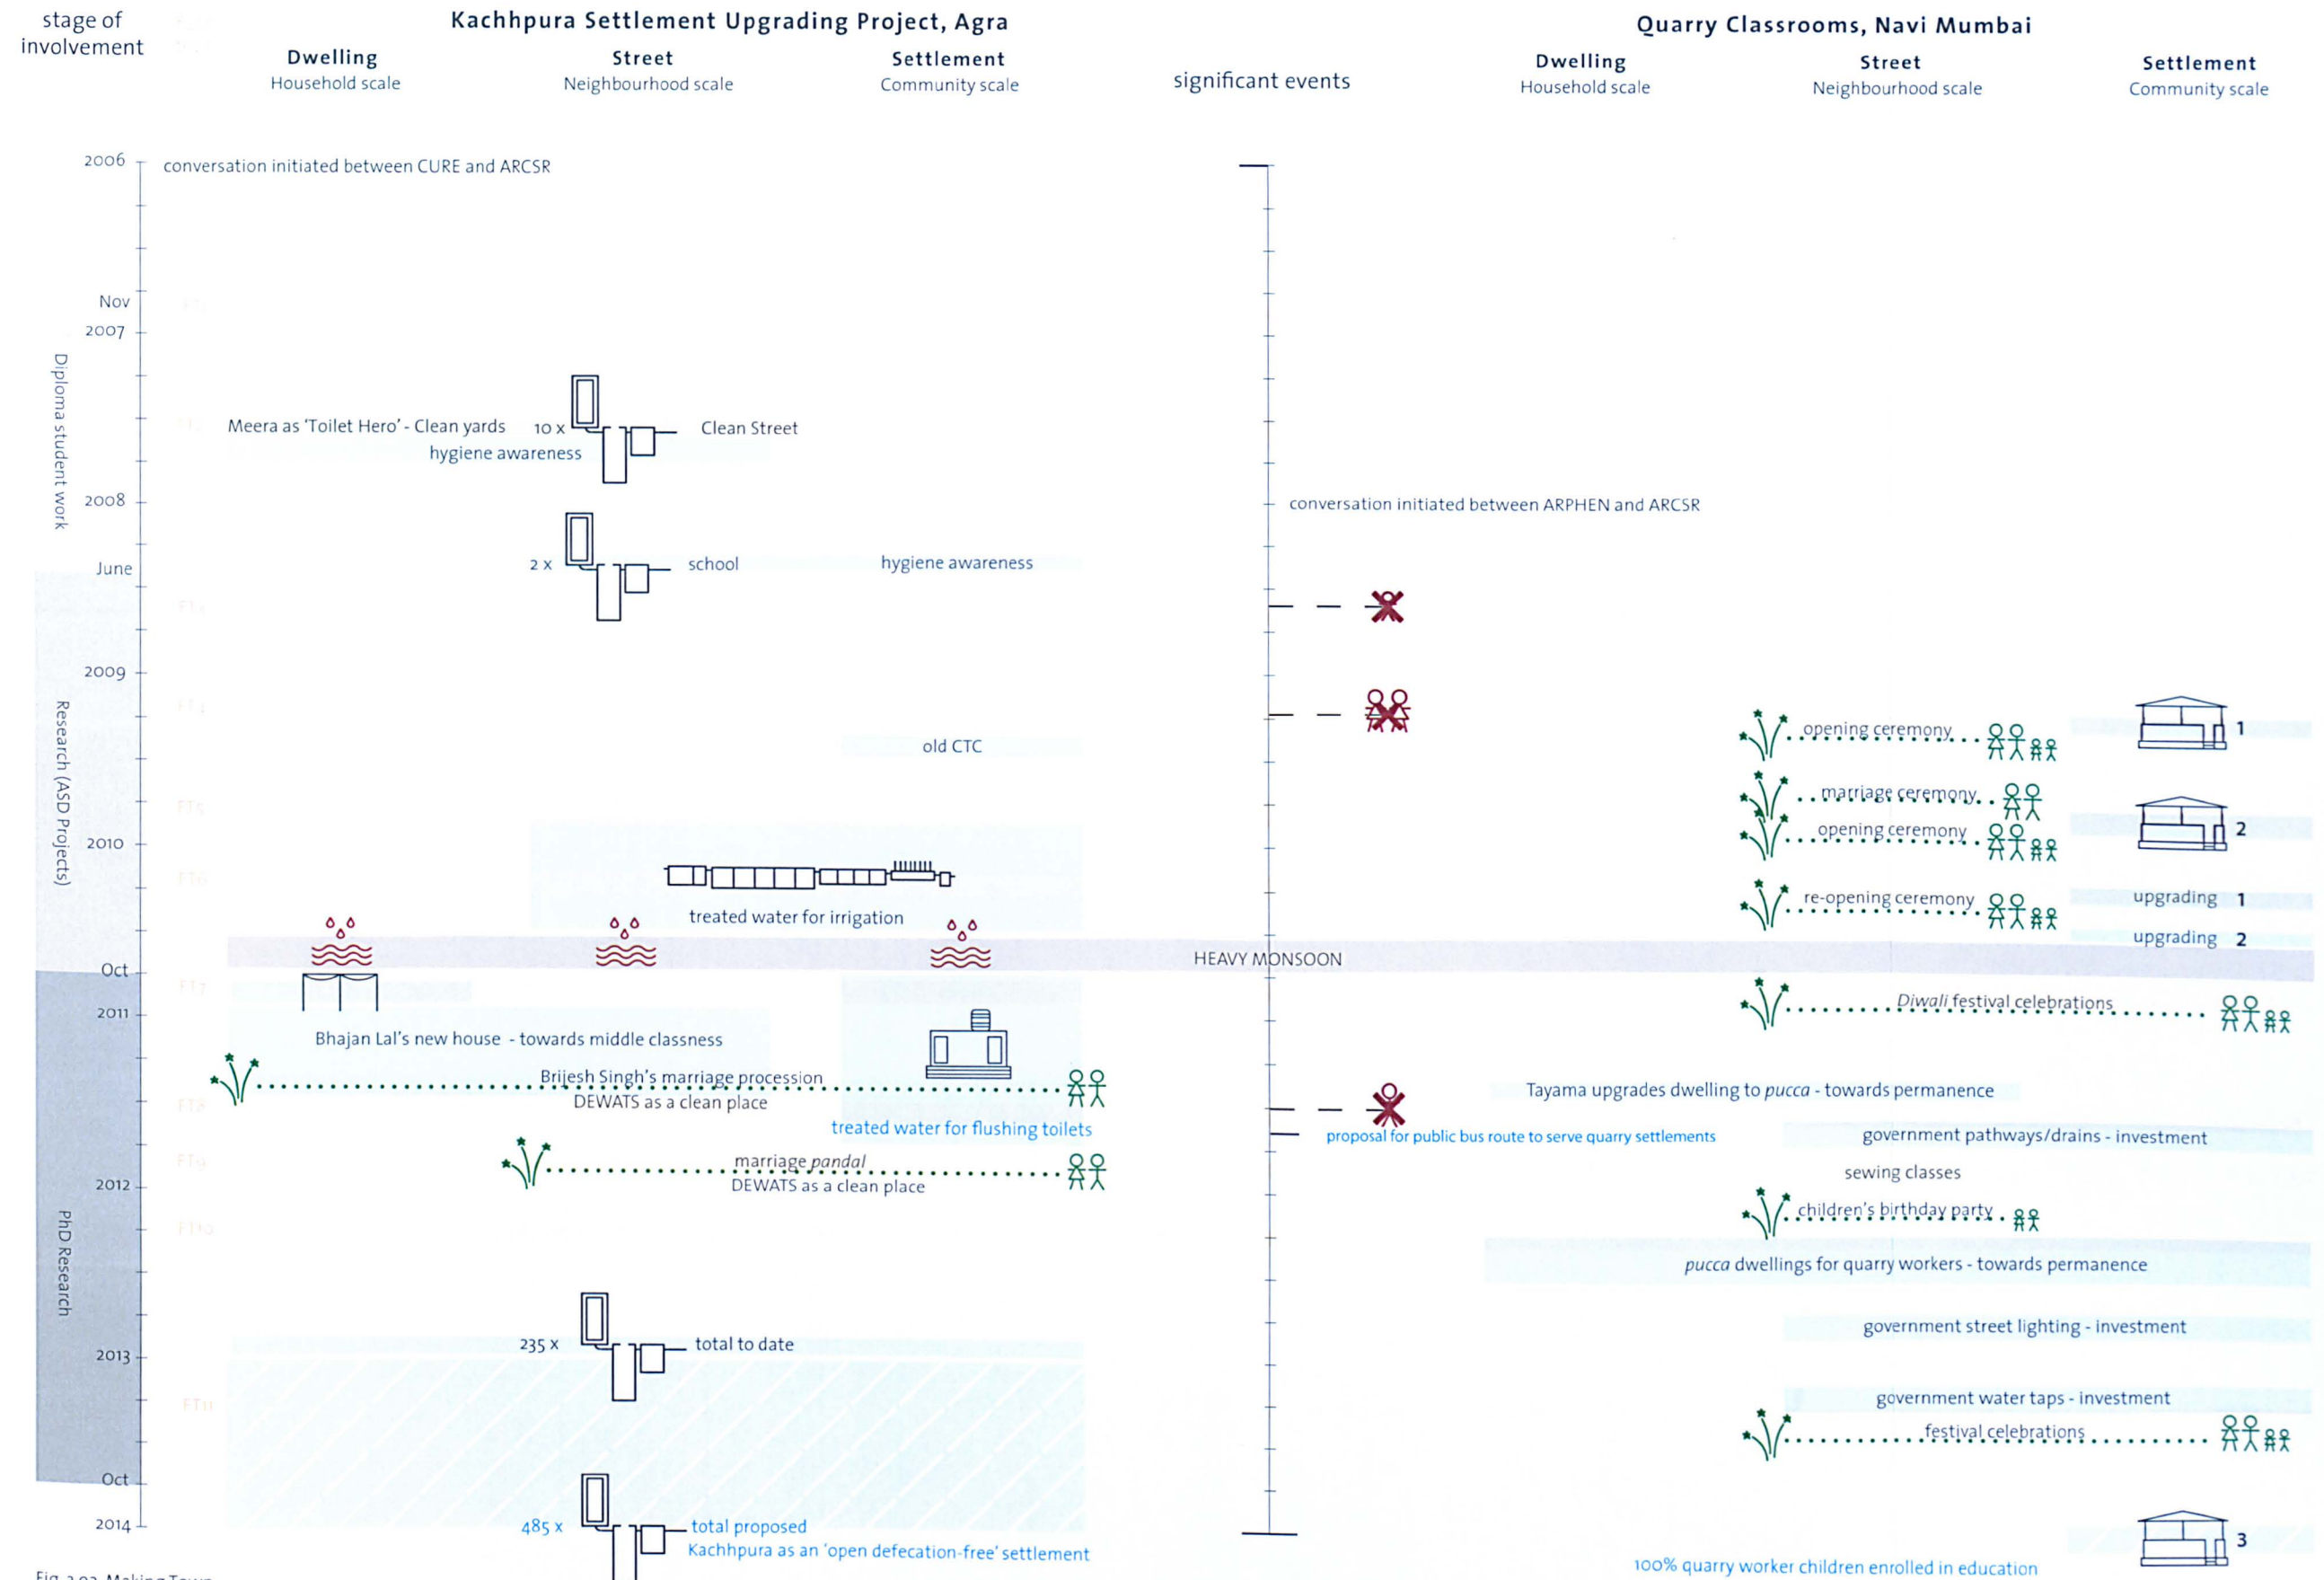 stage of
involvement
Kachhpura Settlement Upgrading Project, Agra
Dwelling
Household scale
Street
Neighbourhood scale
Settlement
Community scale
significant events
Quarry Classrooms, Navi Mumbai
Dwelling
Household scale
Street
Neighbourhood scale
Settlement
Community scale
2006
conversation initiated between CURE and ARCSR
Nov
2007
Diploma student work
Meera as 'Toilet Hero' - Clean yards
10 x
Clean Street
hygiene awareness
2008
conversation initiated between ARPHEN and ARCSR
June
2 x
school
hygiene awareness
2009
FT4
Research (ASD Projects)
old CTC
opening ceremony
1
marriage ceremony
FT5
opening ceremony
2
2010
FT6
treated water for irrigation
re-opening ceremony
upgrading 1
upgrading 2
HEAVY MONSOON
Oct
FT7
2011
Diwali festival celebrations
Bhajan Lal's new house - towards middle classness
Brijesh Singh's marriage procession
DEWATS as a clean place
FT8
Tayama upgrades dwelling to pucca - towards permanence
treated water for flushing toilets
proposal for public bus route to serve quarry settlements
government pathways/drains - investment
FT9
marriage pandal
DEWATS as a clean place
sewing classes
2012
children's birthday party
FT10
PhD Research
pucca dwellings for quarry workers - towards permanence
government street lighting - investment
235 x
total to date
2013
FT11
government water taps - investment
festival celebrations
Oct
2014
485 x
total proposed
Kachhpura as an 'open defecation-free' settlement
3
100% quarry worker children enrolled in education